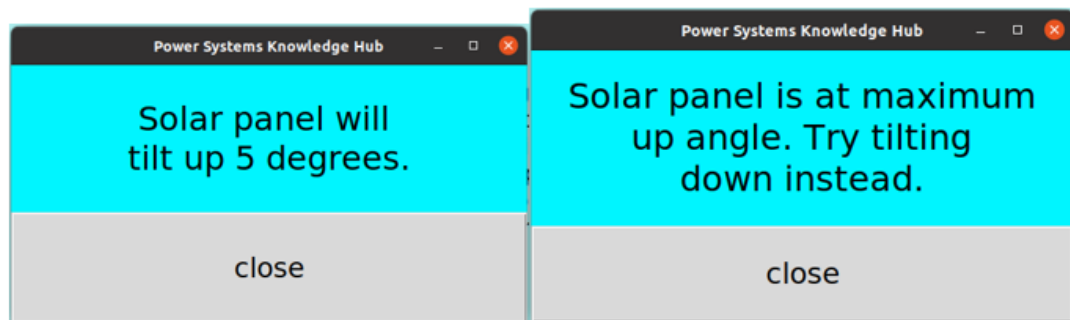 Power Systems Knowledge Hub
Solar panel will
tilt up 5 degrees.
close
Power Systems Knowledge Hub
Solar panel is at maximum
up angle. Try tilting
down instead.
close